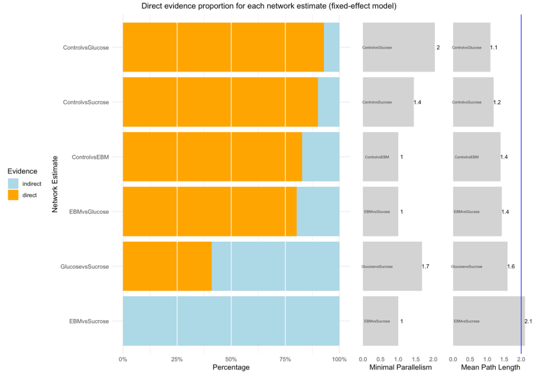 Direct evidence proportion for each network estimate (fixed-effect model)
ControlvsGlucose
ControlvsSucrose
ControlvsEBM
EBMvsGlucose
GlucosevsSucrose
EBMvsSucrose
Network Estimate
Evidence
indirect
direct
0% 25% 50% 75% 100%
Percentage
ControlvsGlucose 2
ControlvsSucrose 1.4
ControlvsEBM 1
EBMvsGlucose 1
GlucosevsSucrose 1.7
EBMvsSucrose 1
0.0 0.5 1.0 1.5 2.0
Minimal Parallelism
ControlvsGlucose 1.1
ControlvsSucrose 1.2
ControlvsEBM 1.4
EBMvsGlucose 1.4
GlucosevsSucrose 1.6
EBMvsSucrose 2.1
0.0 0.5 1.0 1.5 2.0
Mean Path Length